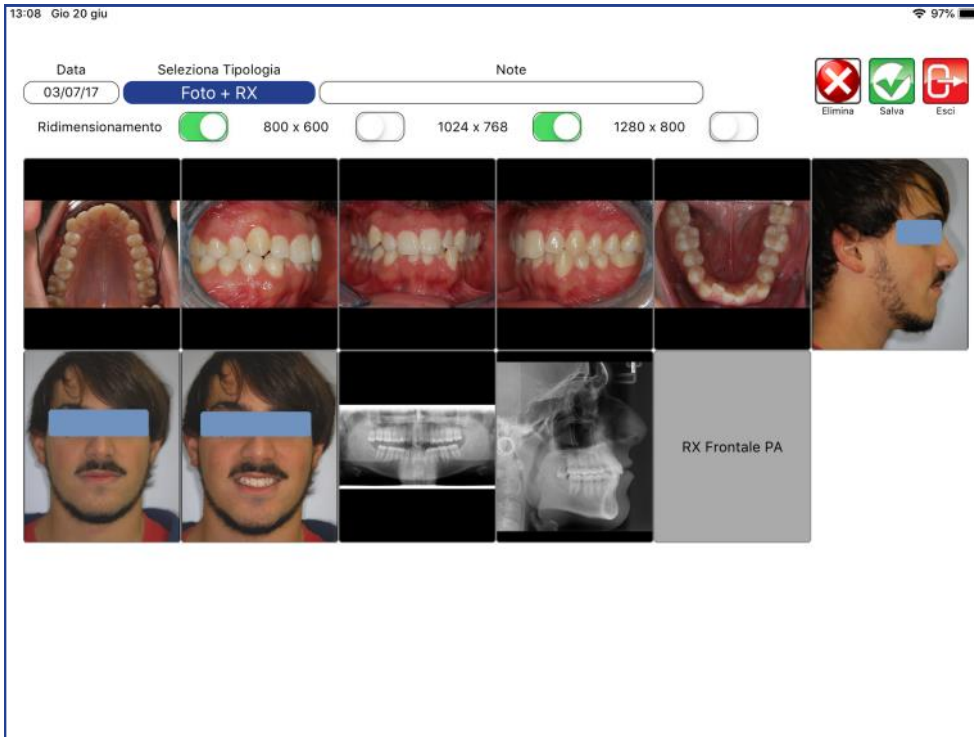 13:08 Gio 20 giu 97%
Data Seleziona Tipologia Note
03/07/17 Foto + RX
Elimina Salva Esci
Ridimensionamento 800 x 600 1024 x 768 1280 x 800
RX Frontale PA